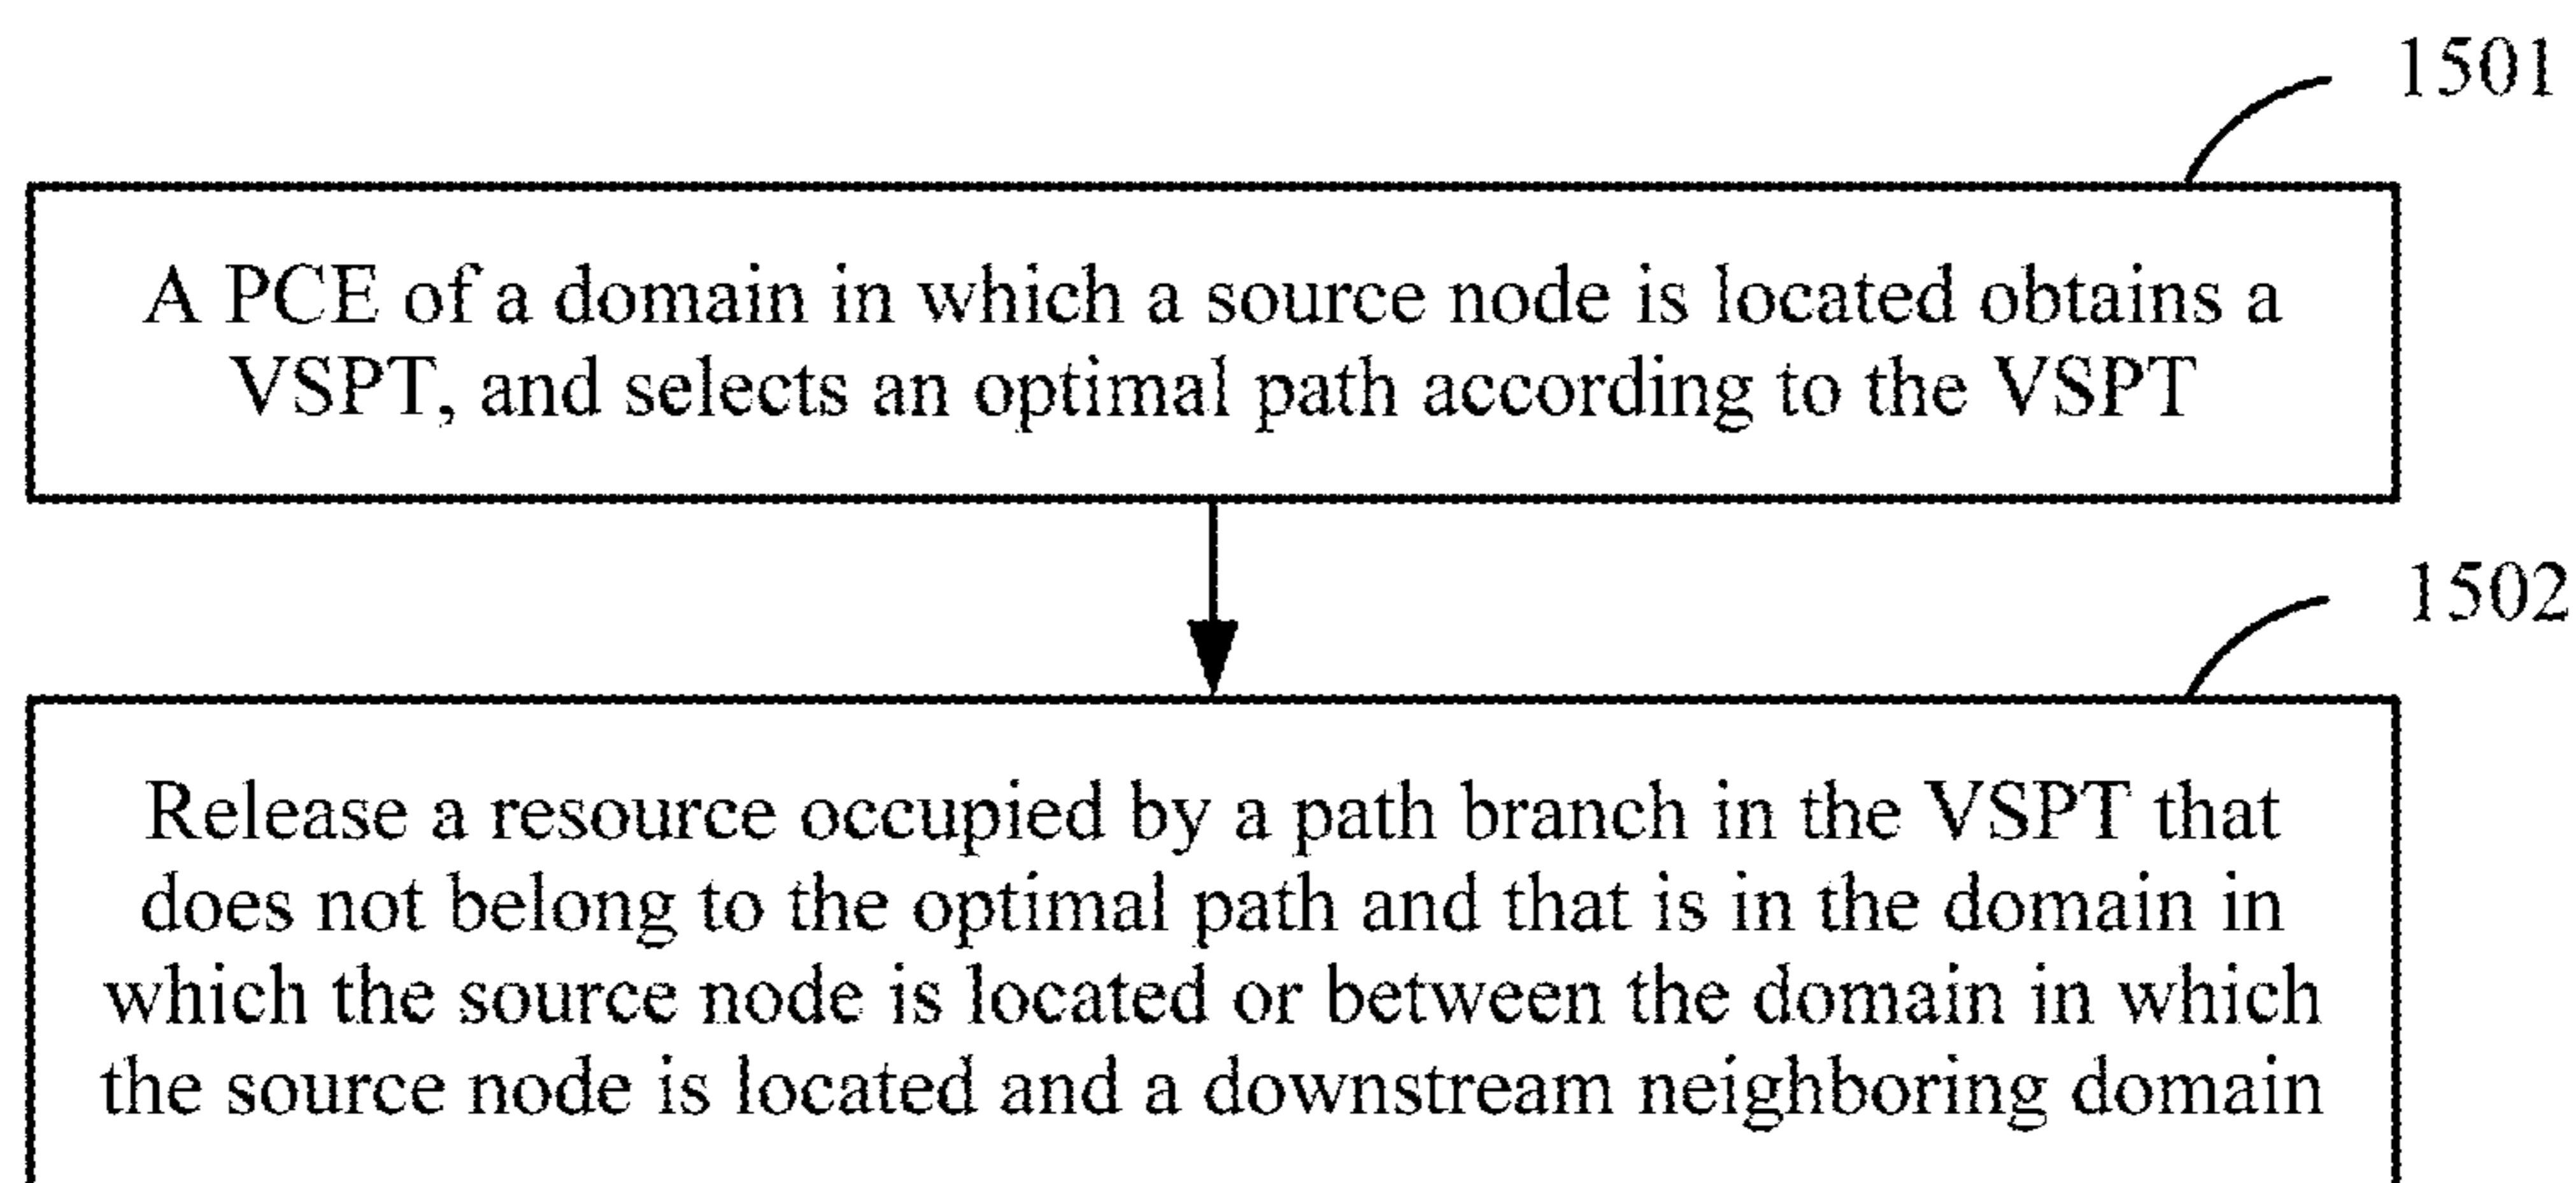 1501
A PCE of a domain in which a source node is located obtains a
VSPT, and selects an optimal path according to the VSPT
1502
Release a resource occupied by a path branch in the VSPT that
does not belong to the optimal path and that is in the domain in
which the source node is located or between the domain in which
the source node is located and a downstream neighboring domain